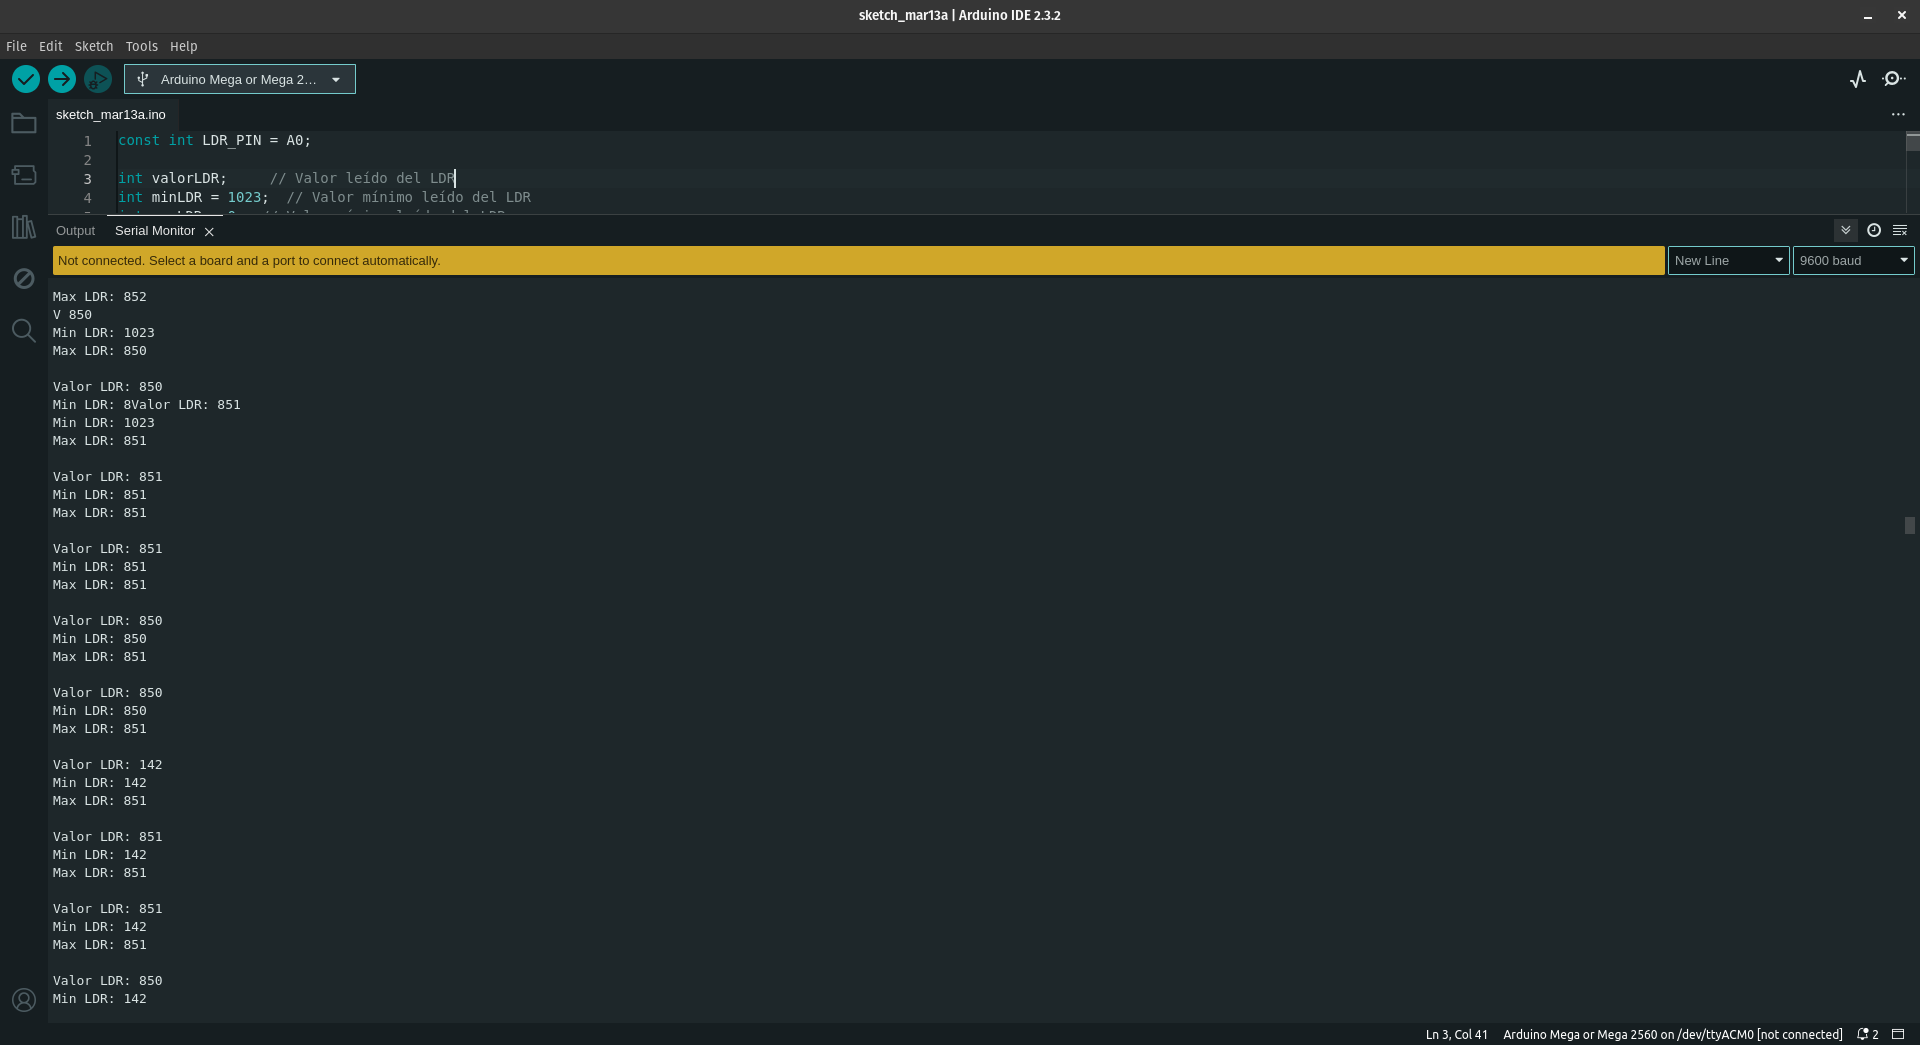 sketch_mar13a | Arduino IDE 2.3.2
File Edit Sketch Tools Help
Arduino Mega or Mega 2...
sketch_mar13a.ino
1 const int LDR_PIN = A0;
2
3 int valorLDR; // Valor leído del LDR
4 int minLDR = 1023; // Valor mínimo leído del LDR
Output Serial Monitor
Not connected. Select a board and a port to connect automatically.
New Line 9600 baud
Max LDR: 852
V 850
Min LDR: 1023
Max LDR: 850
Valor LDR: 850
Min LDR: 8Valor LDR: 851
Min LDR: 1023
Max LDR: 851
Valor LDR: 851
Min LDR: 851
Max LDR: 851
Valor LDR: 851
Min LDR: 851
Max LDR: 851
Valor LDR: 850
Min LDR: 850
Max LDR: 851
Valor LDR: 850
Min LDR: 850
Max LDR: 851
Valor LDR: 142
Min LDR: 142
Max LDR: 851
Valor LDR: 851
Min LDR: 142
Max LDR: 851
Valor LDR: 851
Min LDR: 142
Max LDR: 851
Valor LDR: 850
Min LDR: 142
Ln 3, Col 41 Arduino Mega or Mega 2560 on /dev/ttyACM0 [not connected] 2